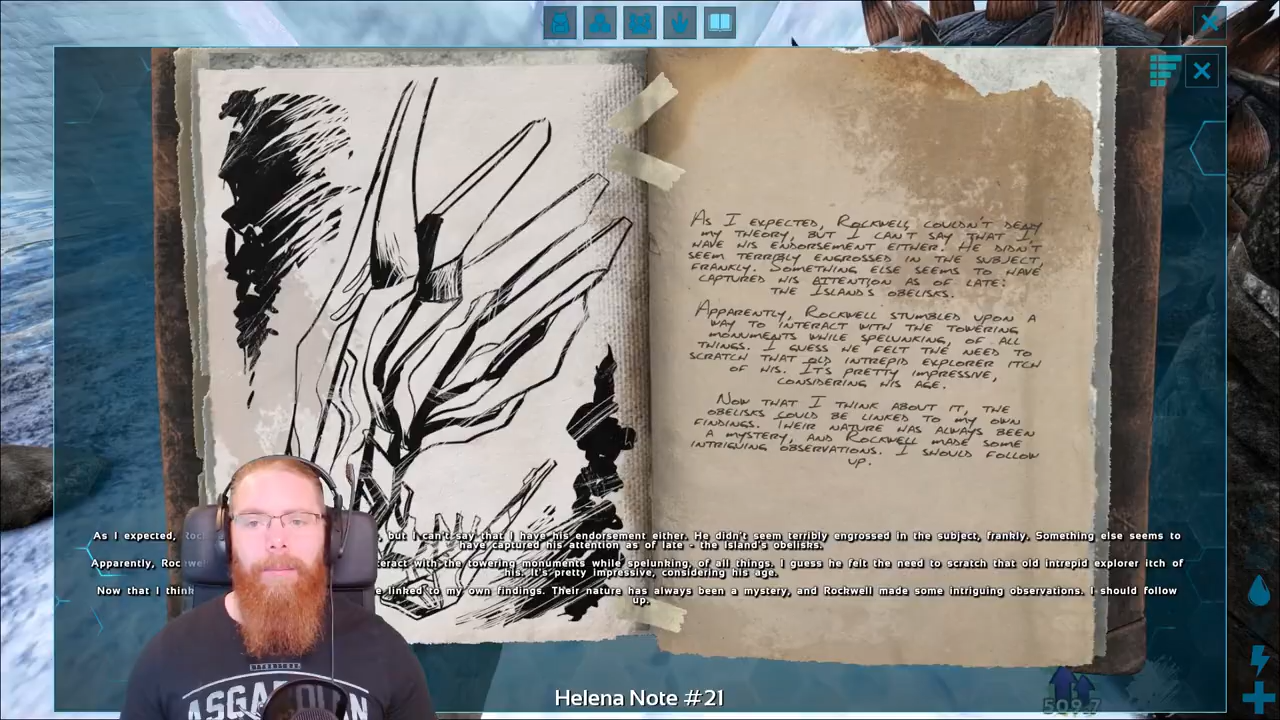 As I expected, Rockwell couldn't deny
my theory, but I can't say that I
have his endorsement either. He didn't
seem terribly engrossed in the subject,
frankly. Something else seems to have
captured his attention as of late:
the Island's obelisks.
Apparently, Rockwell stumbled upon a
way to interact with the towering
monuments while spelunking, of all
things. I guess he felt the need to
scratch that old intrepid explorer itch
of his. It's pretty impressive,
considering his age.
Now that I think about it, the
obelisks could be linked to my own
findings. Their nature has always been
a mystery, and Rockwell made some
intriguing observations. I should follow
up.
As I expected, Roc , but I can't say that I have his endorsement either. He didn't seem terribly engrossed in the subject, frankly. Something else seems to
have captured his attention as of late - the Island's obelisks.
Apparently, Rockwel teract with the towering monuments while spelunking, of all things. I guess he felt the need to scratch that old intrepid explorer itch of
his. It's pretty impressive, considering his age.
Now that I think e linked to my own findings. Their nature has always been a mystery, and Rockwell made some intriguing observations. I should follow
up.
Helena Note #21
509.7